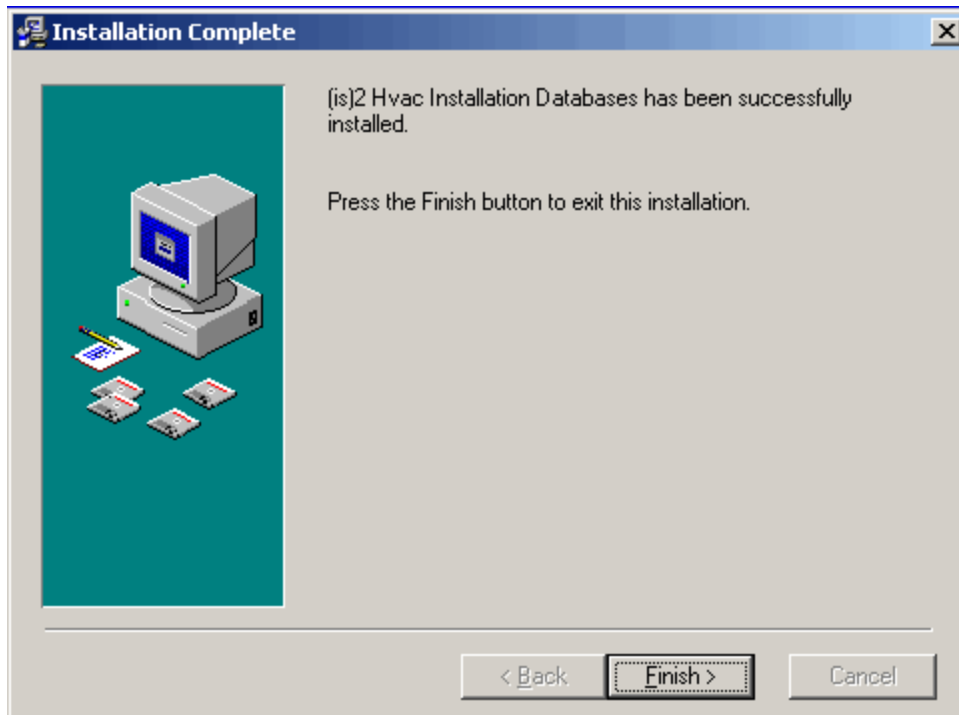 Installation Complete
(is)2 Hvac Installation Databases has been successfully
installed.
Press the Finish button to exit this installation.
< Back
Finish >
Cancel